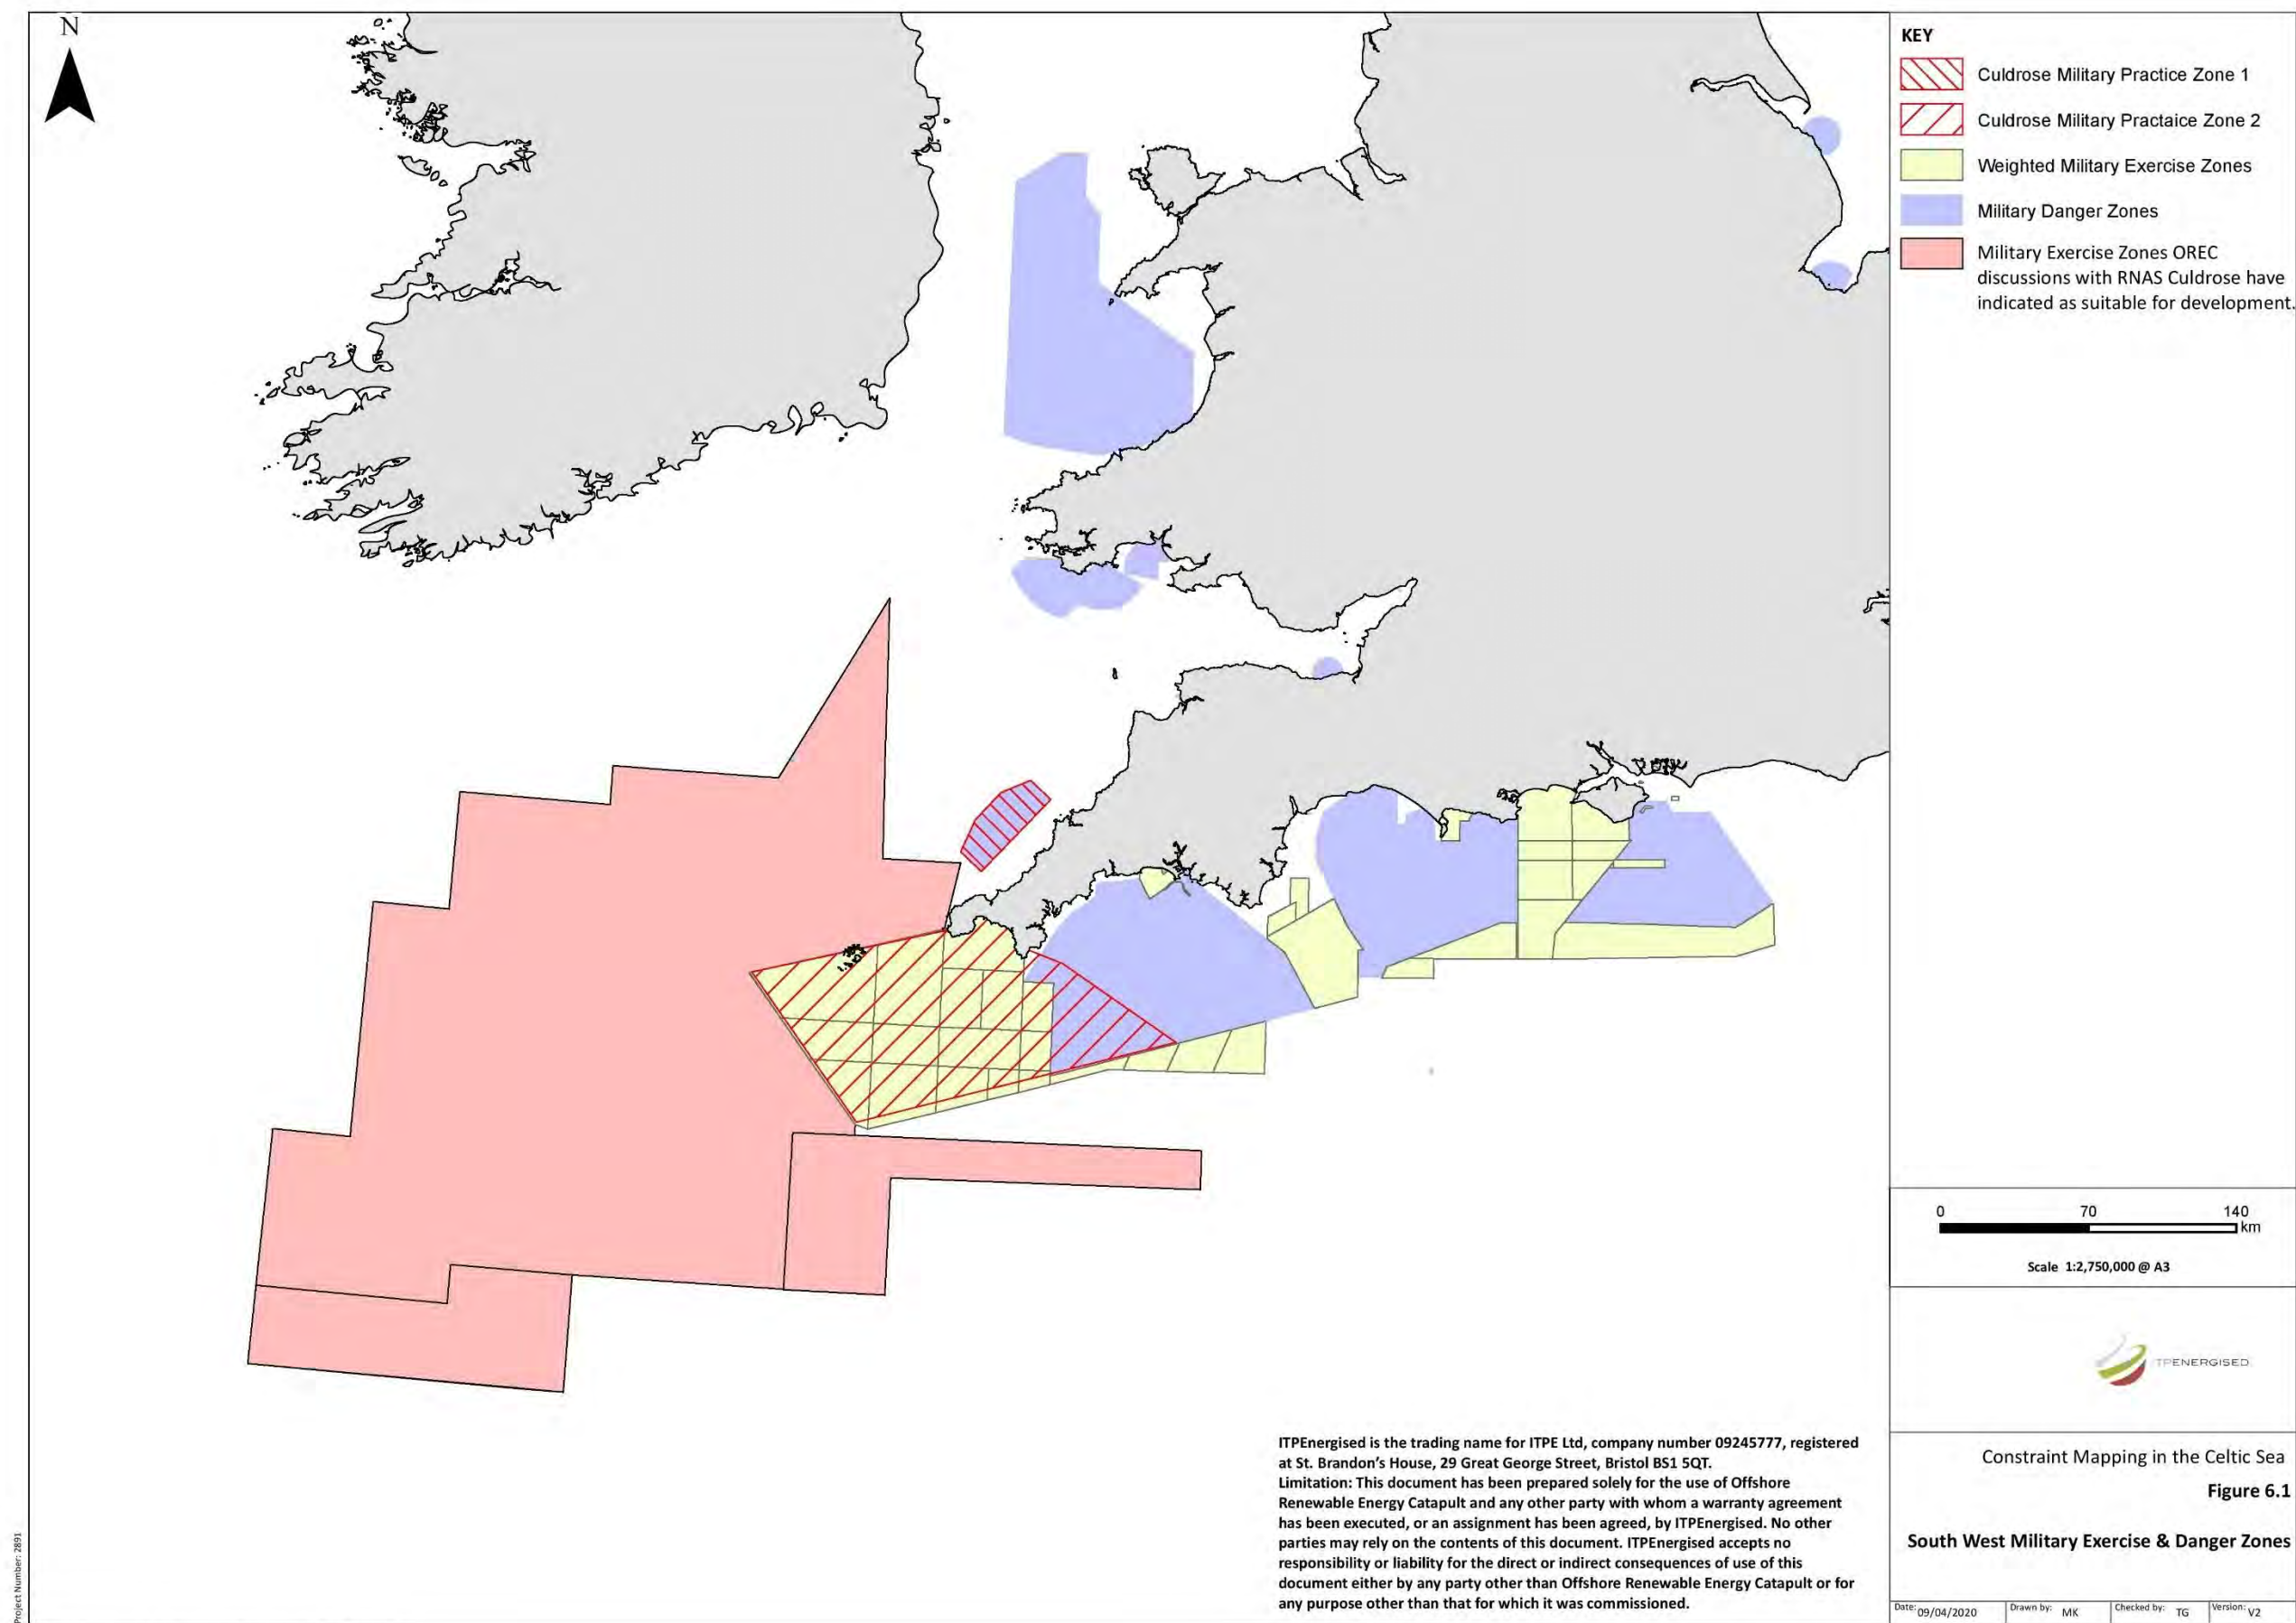 N
KEY
Culdrose Military Practice Zone 1
Culdrose Military Practaice Zone 2
Weighted Military Exercise Zones
Military Danger Zones
Military Exercise Zones OREC
discussions with RNAS Culdrose have
indicated as suitable for development.
0 70 140
km
Scale 1:2,750,000 @ A3
TPENERGISED
Constraint Mapping in the Celtic Sea
Figure 6.1
South West Military Exercise & Danger Zones
Date: 09/04/2020 Drawn by: MK Checked by: TG Version: V2
ITPEnergised is the trading name for ITPE Ltd, company number 09245777, registered
at St. Brandon's House, 29 Great George Street, Bristol BS1 5QT.
Limitation: This document has been prepared solely for the use of Offshore
Renewable Energy Catapult and any other party with whom a warranty agreement
has been executed, or an assignment has been agreed, by ITPEnergised. No other
parties may rely on the contents of this document. ITPEnergised accepts no
responsibility or liability for the direct or indirect consequences of use of this
document either by any party other than Offshore Renewable Energy Catapult or for
any purpose other than that for which it was commissioned.
Project Number: 2891